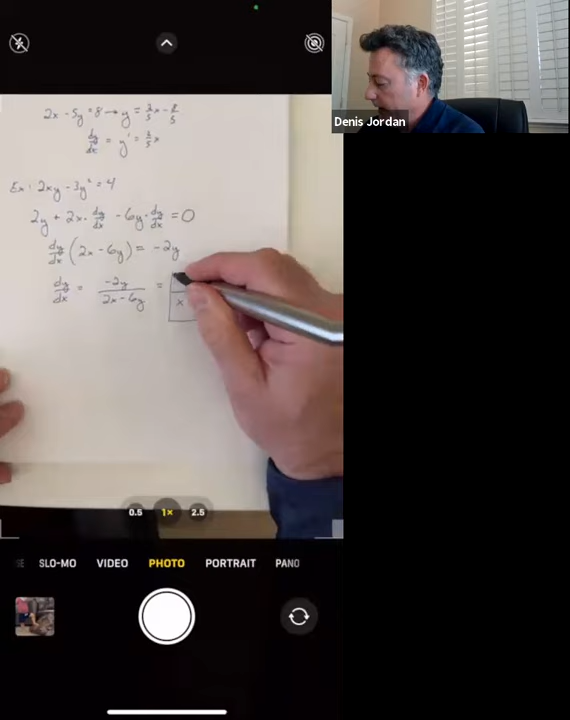 Denis Jordan
2x - 5y = 8 → y = 2/5 x - 8/5
dy/dx = y' = 2/5 x
Ex: 2xy - 3y² = 4
2y + 2x · dy/dx - 6y · dy/dx = 0
dy/dx (2x - 6y) = -2y
dy/dx = -2y/(2x - 6y) =
x
0.5 1× 2.5
SLO-MO VIDEO PHOTO PORTRAIT PANO